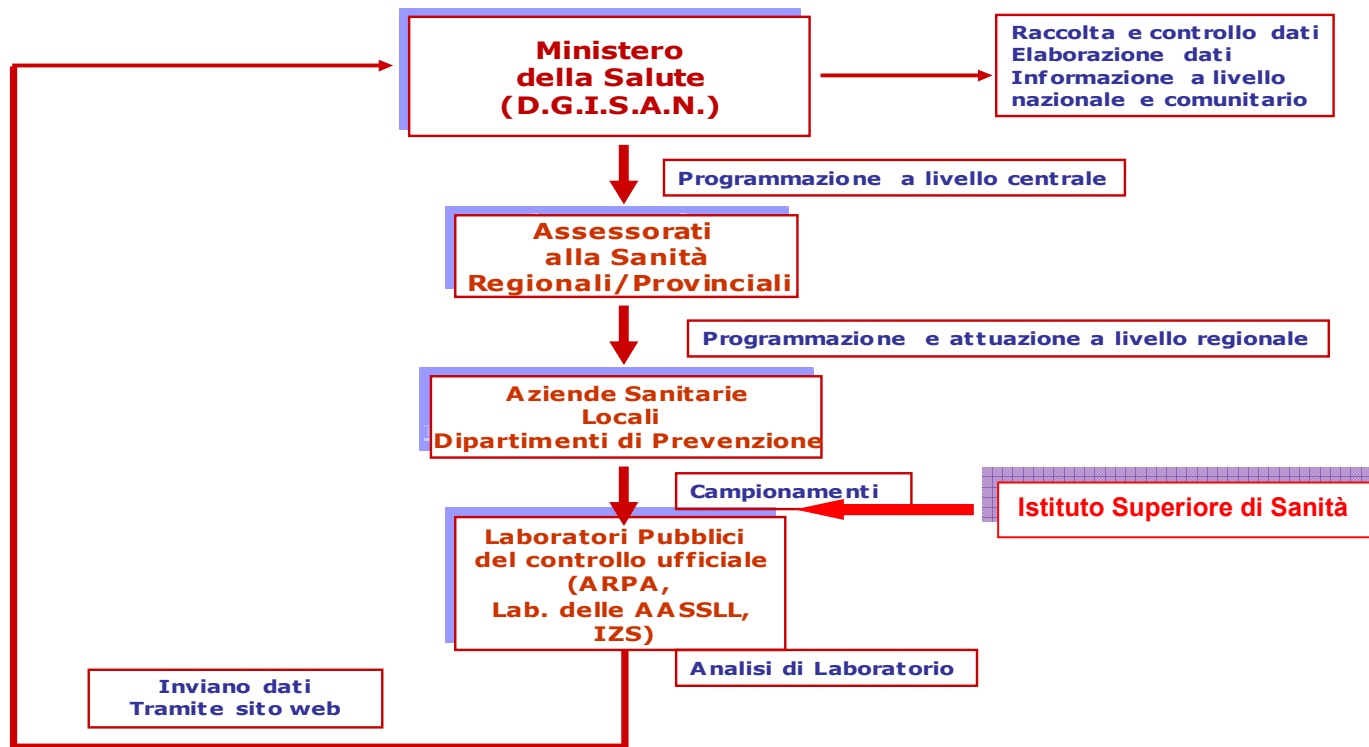 Ministero
della Salute
(D.G.I.S.A.N.)
Raccolta e controllo dati
Elaborazione dati
Informazione a livello
nazionale e comunitario
Programmazione a livello centrale
Assessorati
alla Sanità
Regionali/Provinciali
Programmazione e attuazione a livello regionale
Aziende Sanitarie
Locali
Dipartimenti di Prevenzione
Campionamenti
Istituto Superiore di Sanità
Laboratori Pubblici
del controllo ufficiale
(ARPA,
Lab. delle AASSLL,
IZS)
Analisi di Laboratorio
Inviano dati
Tramite sito web